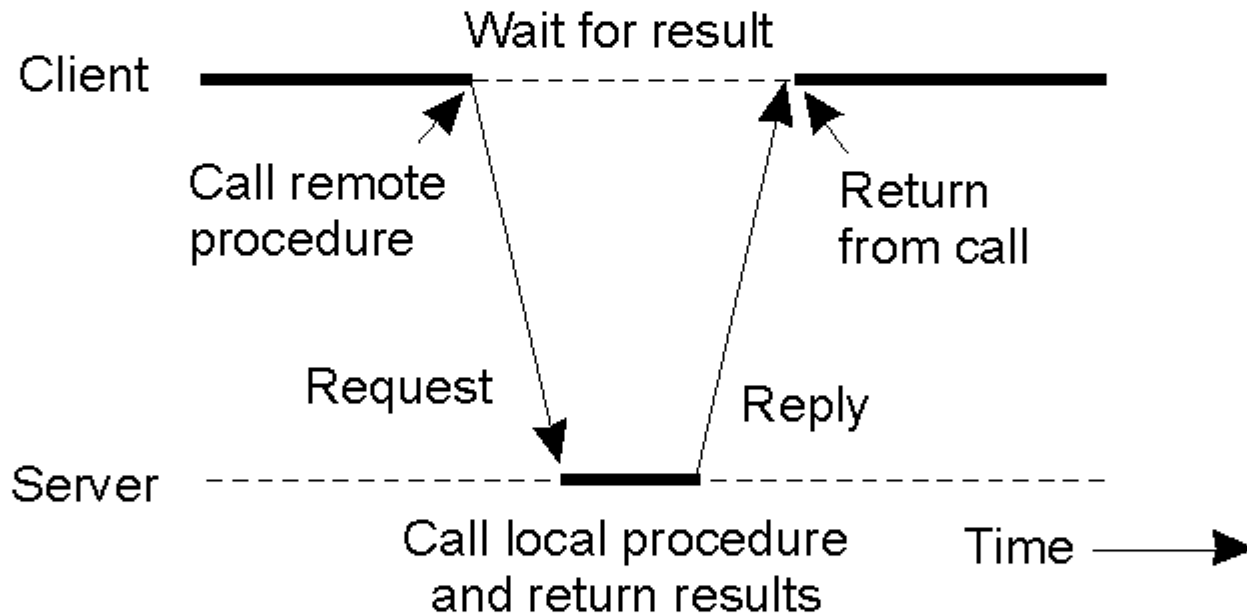 Wait for result
Client
Call remote
procedure
Return
from call
Request
Reply
Server
Call local procedure
and return results
Time